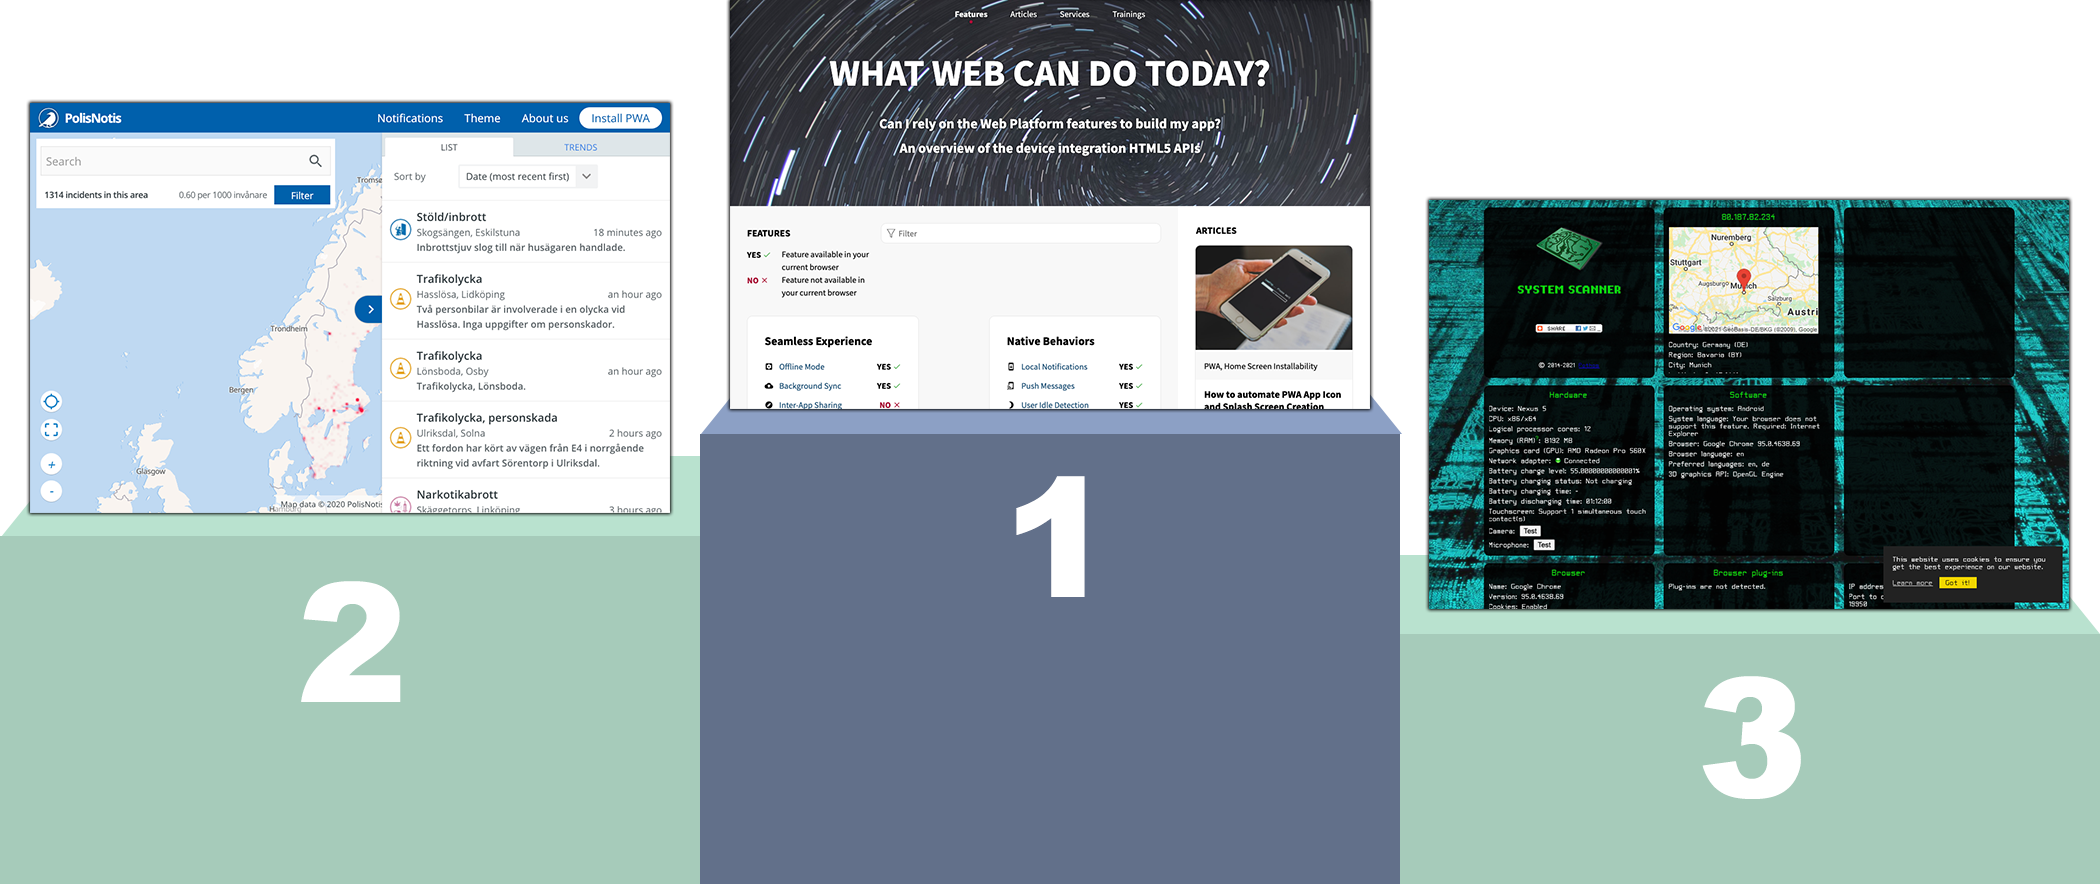 PolisNotis
Notifications
Theme
About us
Install PWA
Search
1314 incidents in this area
0.60 per 1000 invånare
Filter
Tromsø
Trondheim
Bergen
Glasgow
Map data © 2020 PolisNotis
LIST
TRENDS
Sort by
Date (most recent first)
Stöld/inbrott
Skogsängen, Eskilstuna
18 minutes ago
Inbrottstjuv slog till när husägaren handlade.
Trafikolycka
Hasslösa, Lidköping
an hour ago
Två personbilar är involverade i en olycka vid
Hasslösa. Inga uppgifter om personskador.
Trafikolycka
Lönsboda, Osby
an hour ago
Trafikolycka, Lönsboda.
Trafikolycka, personskada
Ulriksdal, Solna
2 hours ago
Ett fordon har kört av vägen från E4 i norrgående
riktning vid avfart Sörentorp i Ulriksdal.
Narkotikabrott
Skäggetorp, Linköping
3 hours ago
2
Features
Articles
Services
Trainings
WHAT WEB CAN DO TODAY?
Can I rely on the Web Platform features to build my app?
An overview of the device integration HTML5 APIs
FEATURES
Filter
YES
Feature available in your
current browser
NO
Feature not available in
your current browser
Seamless Experience
Offline Mode
YES
Background Sync
YES
Inter-App Sharing
NO
Native Behaviors
Local Notifications
YES
Push Messages
YES
User Idle Detection
YES
ARTICLES
PWA, Home Screen Installability
How to automate PWA App Icon
and Splash Screen Creation
1
SYSTEM SCANNER
SHARE
© 2014-2021
80.187.82.234
Nuremberg
Stuttgart
Augsburg
Munich
Salzburg
Austri
Google
©2021 GeoBasis-DE/BKG (©2009), Google
Country: Germany (DE)
Region: Bavaria (BY)
City: Munich
Hardware
Device: Nexus 5
CPU: x86/x64
Logical processor cores: 12
Memory (RAM)?: 8192 MB
Graphics card (GPU): AMD Radeon Pro 560X
Network adapter: Connected
Battery charge level: 55.00000000000001%
Battery charging status: Not charging
Battery charging time: -
Battery discharging time: 01:12:00
Touchscreen: Support 1 simultaneous touch
contact(s)
Camera: Test
Microphone: Test
Software
Operating system: Android
System language: Your browser does not
support this feature. Required: Internet
Explorer
Browser: Google Chrome 95.0.4638.69
Browser language: en
Preferred languages: en, de
3D graphics API: OpenGL Engine
Browser
Name: Google Chrome
Version: 95.0.4638.69
Cookies: Enabled
Browser plug-ins
Plug-ins are not detected.
IP addres
Port to c
19950
This website uses cookies to ensure you
get the best experience on our website.
Learn more
Got it!
3